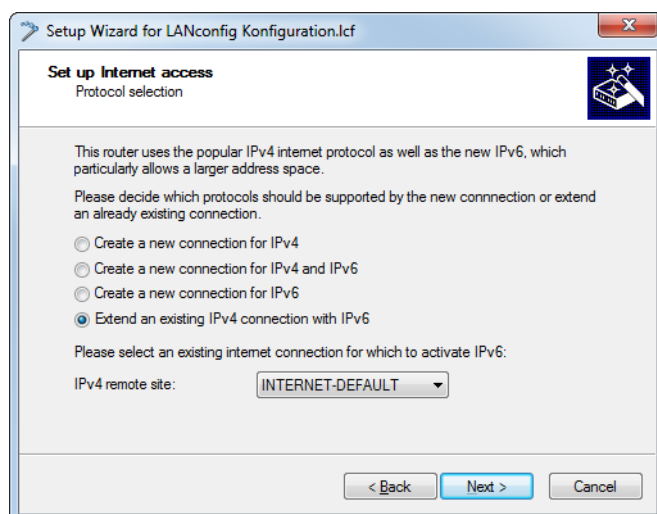 Setup Wizard for LANconfig Konfiguration.lcf
Set up Internet access
Protocol selection
This router uses the popular IPv4 internet protocol as well as the new IPv6, which
particularly allows a larger address space.
Please decide which protocols should be supported by the new connnection or extend
an already existing connection.
Create a new connection for IPv4
Create a new connection for IPv4 and IPv6
Create a new connection for IPv6
Extend an existing IPv4 connection with IPv6
Please select an existing internet connection for which to activate IPv6:
IPv4 remote site: INTERNET-DEFAULT
< Back Next > Cancel